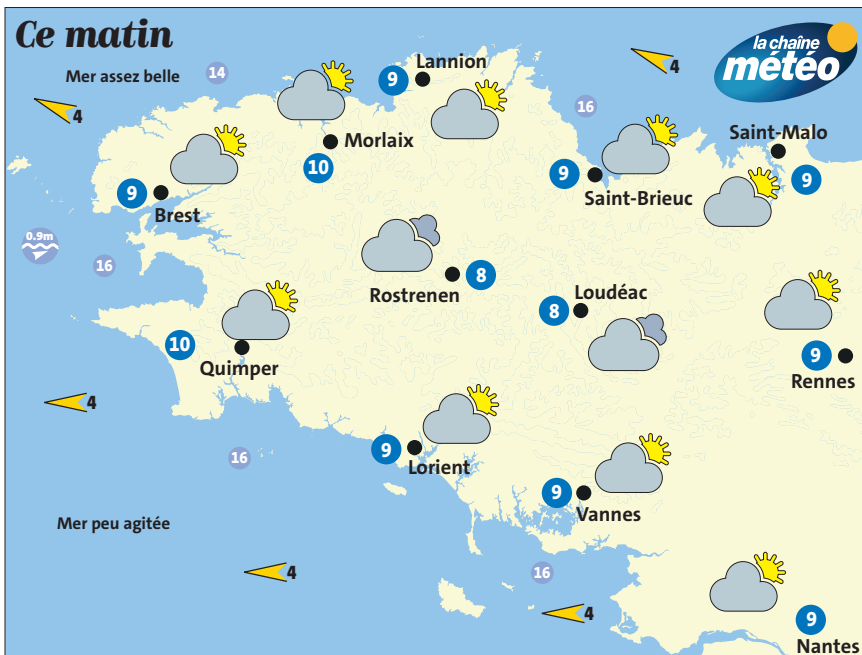 Ce matin
la chaîne
météo
Mer assez belle
14
9
Lannion
4
4
16
Morlaix
10
Saint-Malo
9
9
Saint-Brieuc
9
Brest
0.9m
16
Rostrenen
8
Loudéac
8
10
Quimper
9
Rennes
4
16
9
Lorient
9
Vannes
Mer peu agitée
4
16
4
9
Nantes